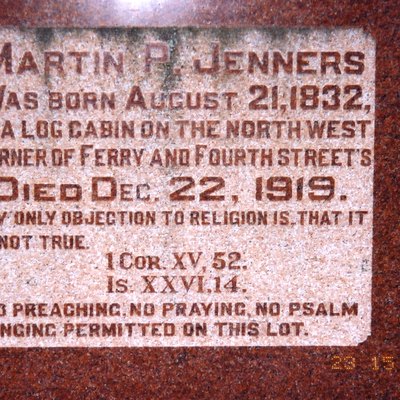 MARTIN P. JENNERS
WAS BORN AUGUST 21, 1832,
A LOG CABIN ON THE NORTH WEST
RNER OF FERRY AND FOURTH STREETS
DIED DEC. 22, 1919.
Y ONLY OBJECTION TO RELIGION IS, THAT IT
NOT TRUE.
1 COR. XV, 52.
IS. XXVI, 14.
O PREACHING, NO PRAYING, NO PSALM
NGING PERMITTED ON THIS LOT.
23 15